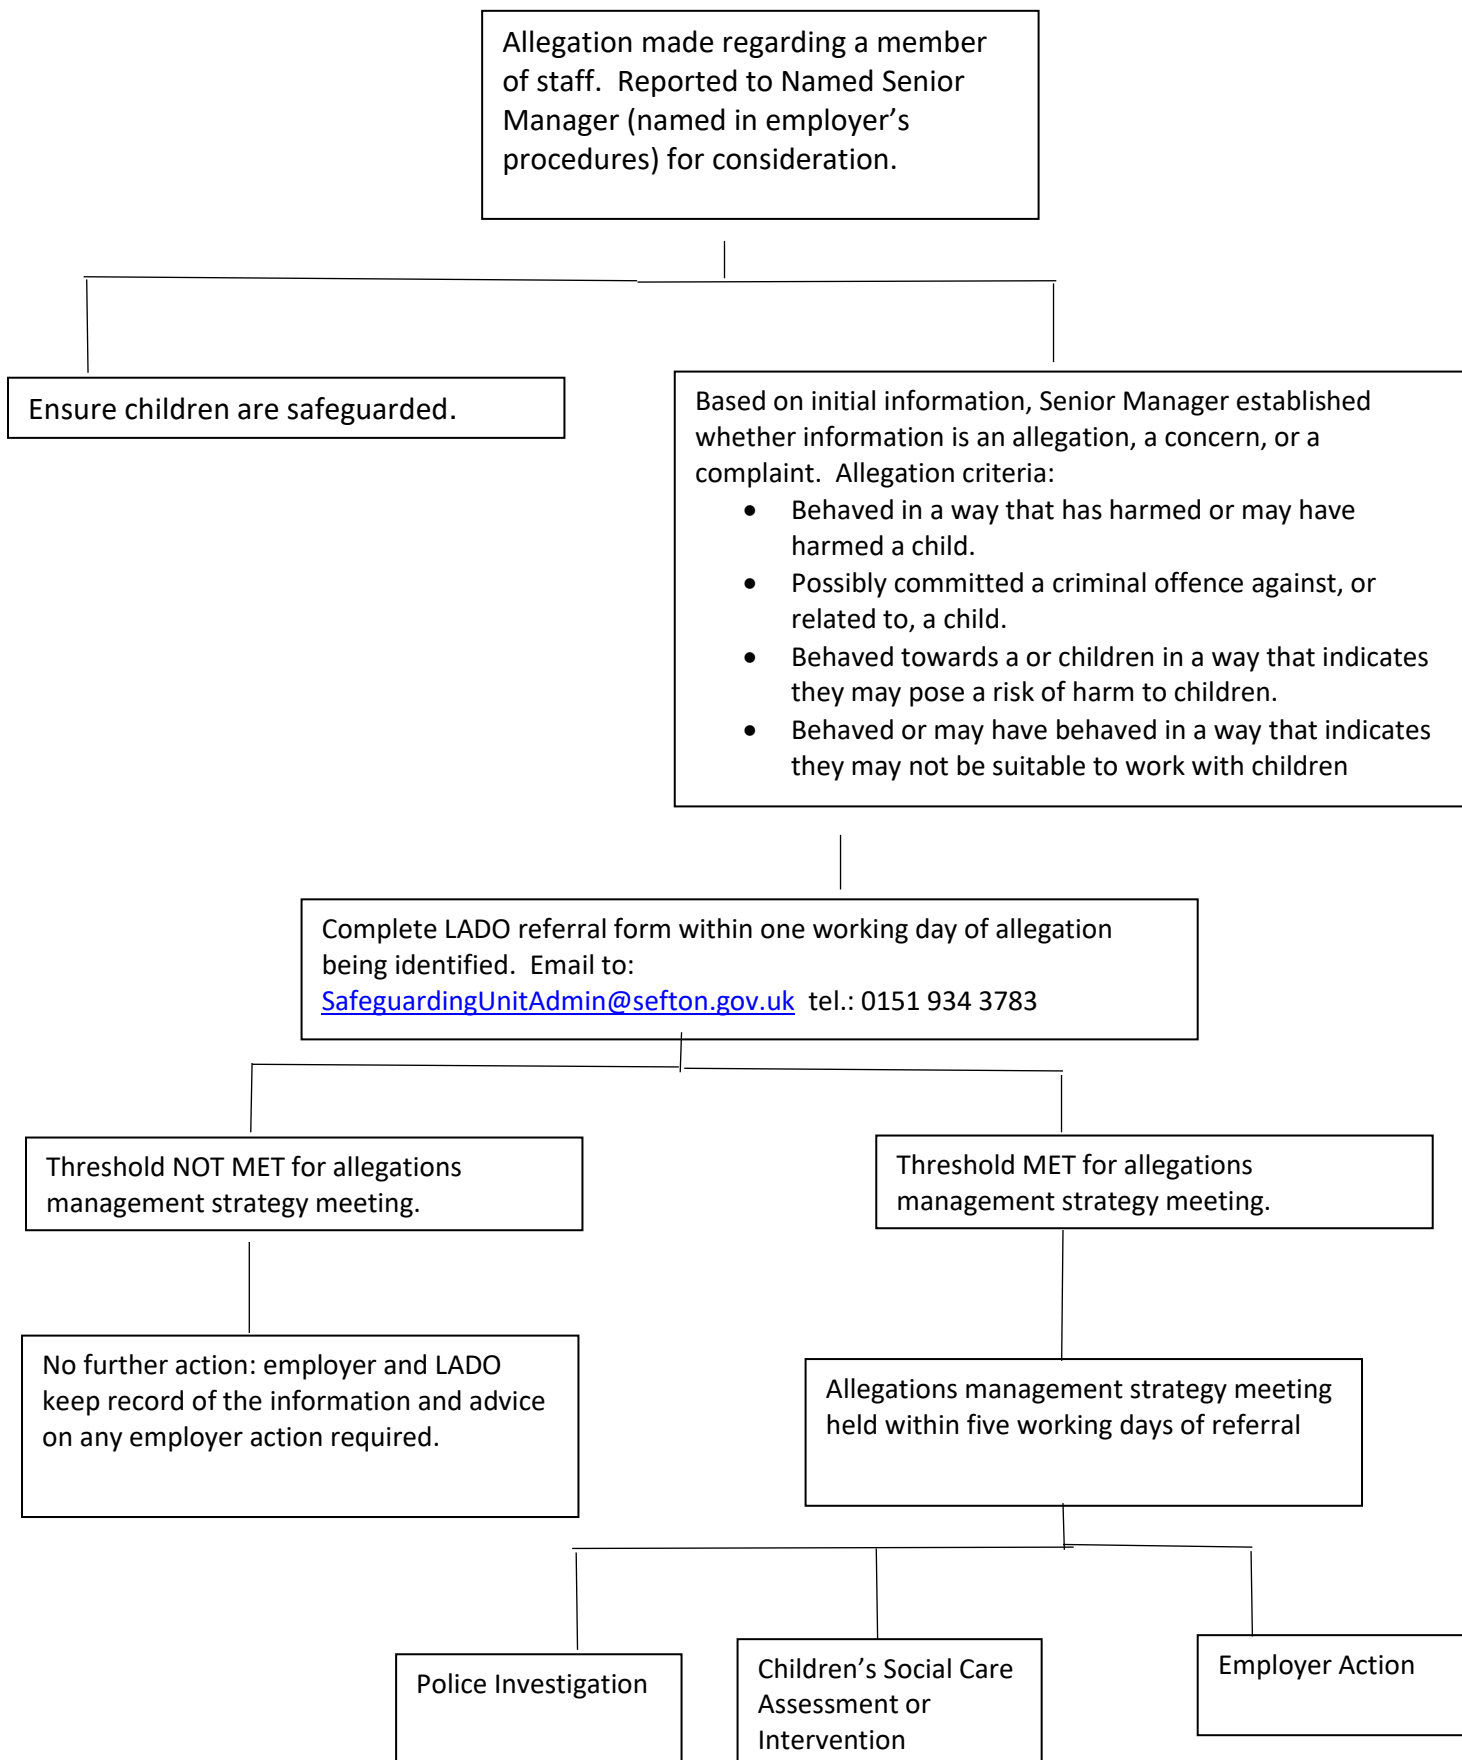 Allegation made regarding a member
of staff.  Reported to Named Senior
Manager (named in employer’s
procedures) for consideration.
Ensure children are safeguarded.
Based on initial information, Senior Manager established
whether information is an allegation, a concern, or a
complaint.  Allegation criteria:
• Behaved in a way that has harmed or may have
harmed a child.
• Possibly committed a criminal offence against, or
related to, a child.
• Behaved towards a or children in a way that indicates
they may pose a risk of harm to children.
• Behaved or may have behaved in a way that indicates
they may not be suitable to work with children
Complete LADO referral form within one working day of allegation
being identified.  Email to:
SafeguardingUnitAdmin@sefton.gov.uk  tel.: 0151 934 3783
Threshold NOT MET for allegations
management strategy meeting.
Threshold MET for allegations
management strategy meeting.
No further action: employer and LADO
keep record of the information and advice
on any employer action required.
Allegations management strategy meeting
held within five working days of referral
Police Investigation
Children’s Social Care
Assessment or
Intervention
Employer Action